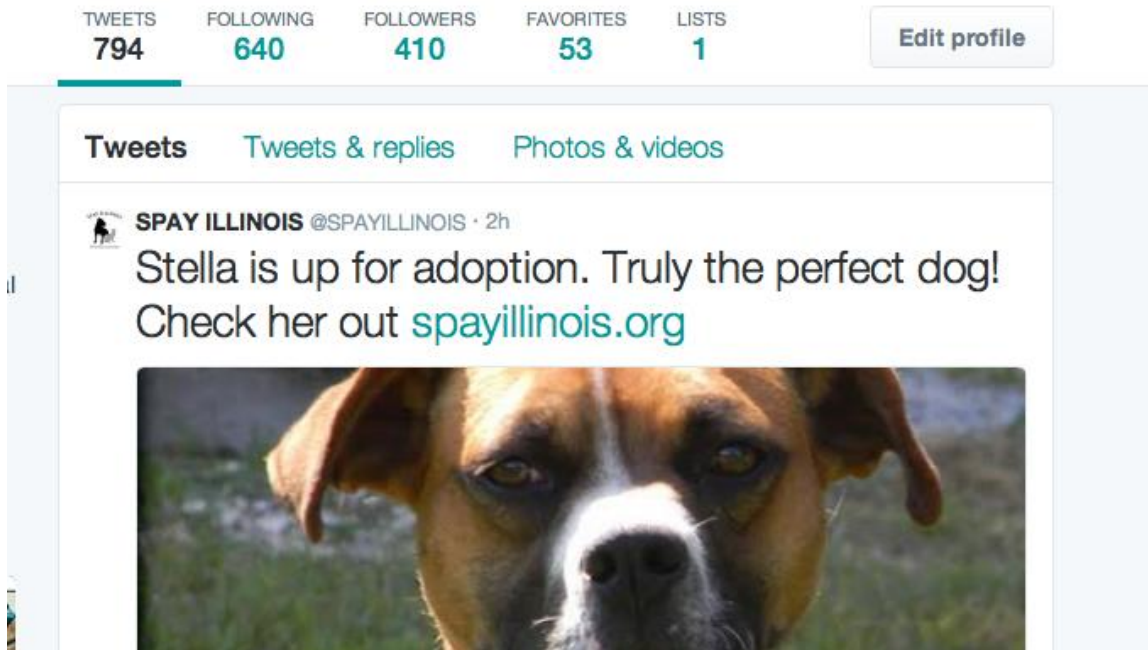 TWEETS FOLLOWING FOLLOWERS FAVORITES LISTS
794 640 410 53 1
Edit profile
Tweets Tweets & replies Photos & videos
SPAY ILLINOIS @SPAYILLINOIS · 2h
Stella is up for adoption. Truly the perfect dog!
Check her out spayillinois.org